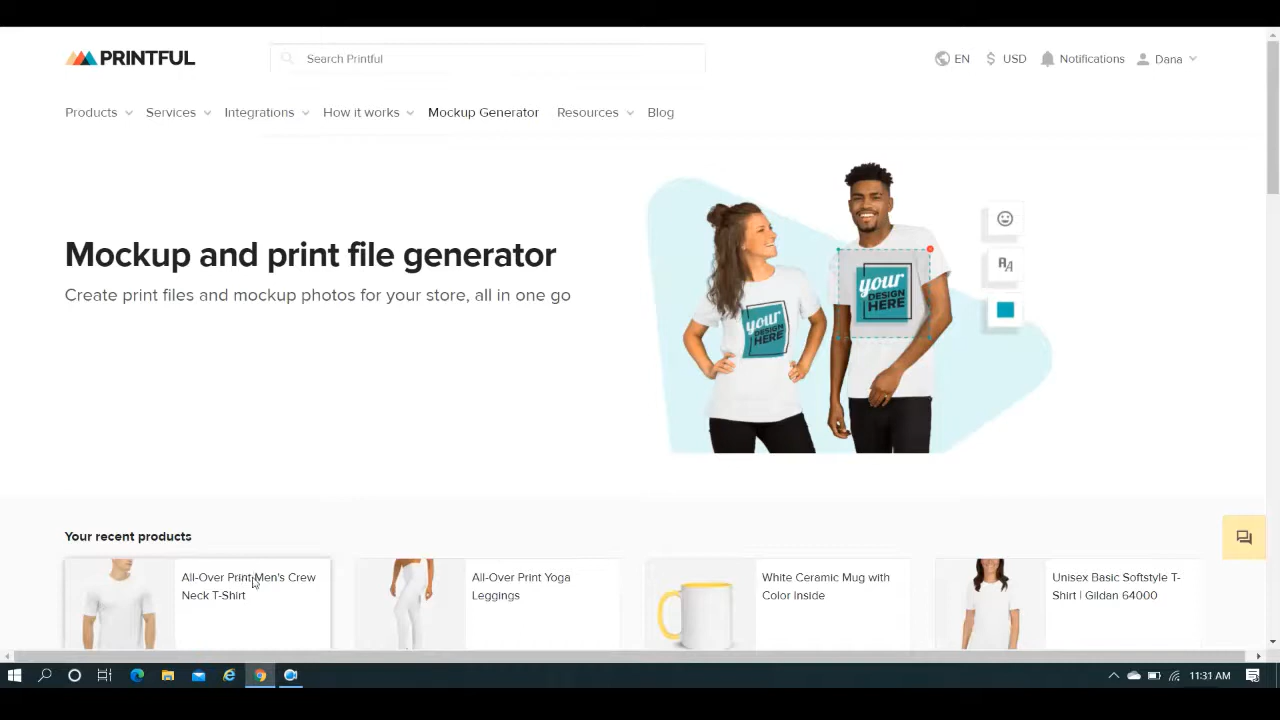 PRINTFUL
Search Printful
EN
USD
Notifications
Dana
Products
Services
Integrations
How it works
Mockup Generator
Resources
Blog
Mockup and print file generator
Create print files and mockup photos for your store, all in one go
your
DESIGN
HERE
your
DESIGN
HERE
AA
Your recent products
All-Over Print Men's Crew
Neck T-Shirt
All-Over Print Yoga
Leggings
White Ceramic Mug with
Color Inside
Unisex Basic Softstyle T-
Shirt | Gildan 64000
11:31 AM